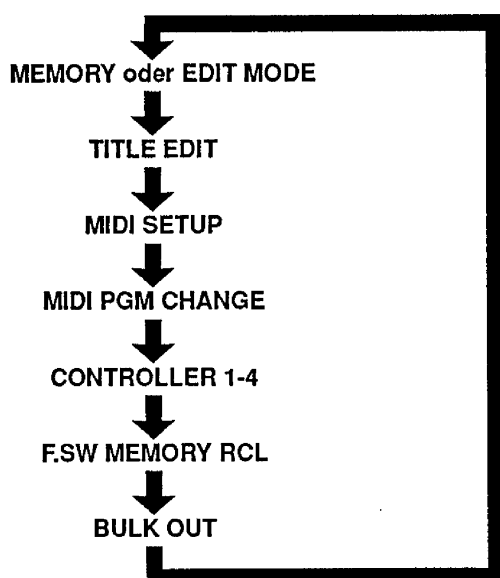 MEMORY oder EDIT MODE
TITLE EDIT
MIDI SETUP
MIDI PGM CHANGE
CONTROLLER 1-4
F.SW MEMORY RCL
BULK OUT